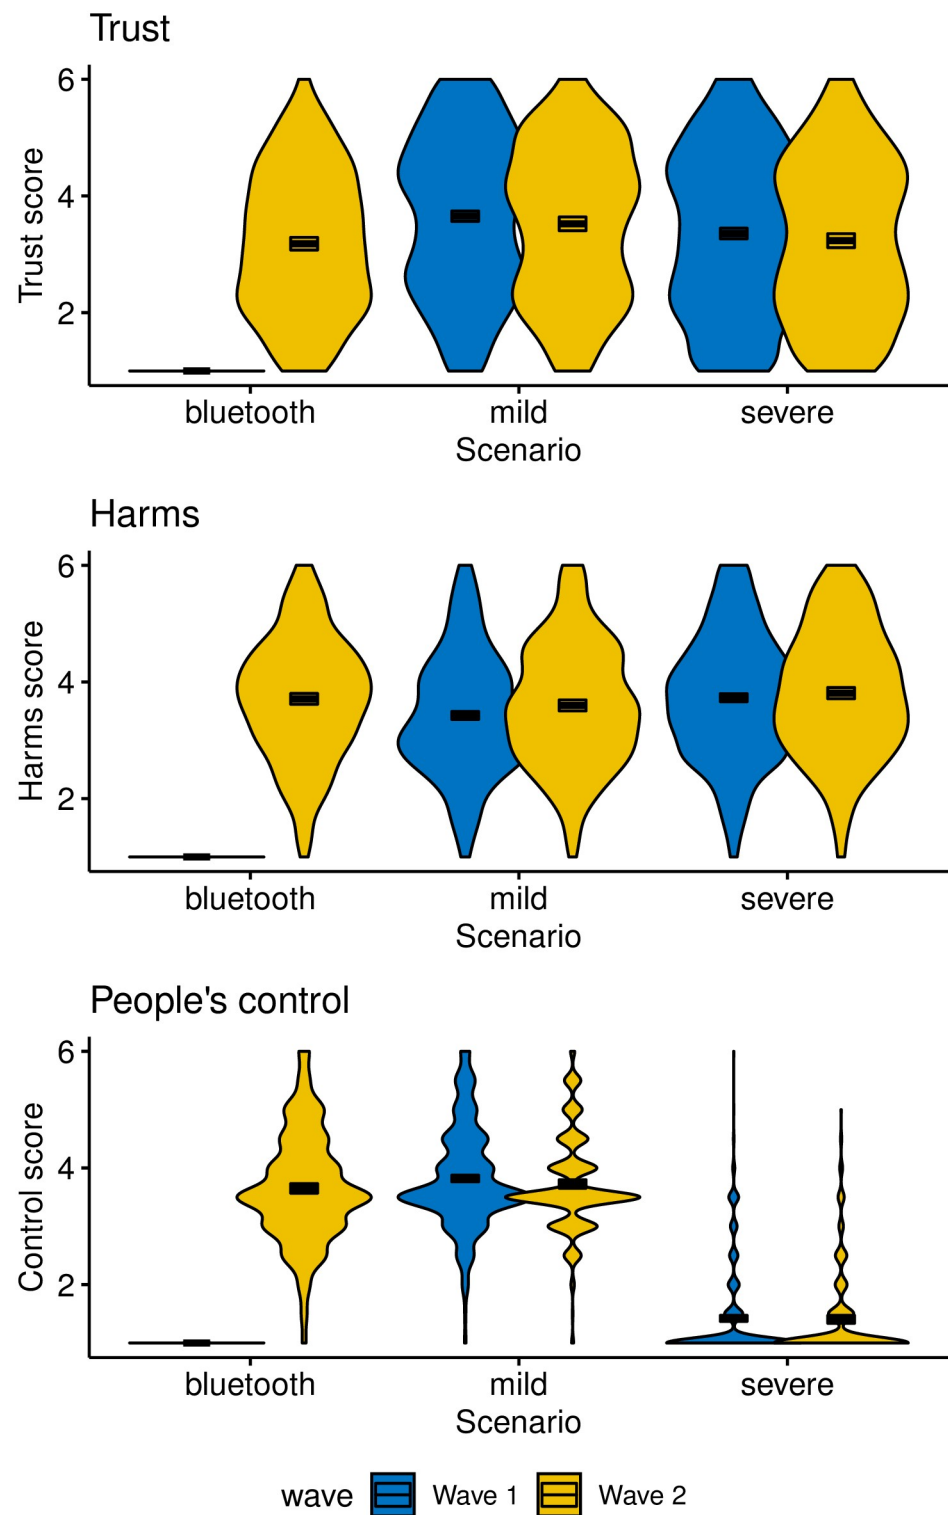 Trust
6
4
2
Trust score
bluetooth mild severe
Scenario
Harms
6
4
2
Harms score
bluetooth mild severe
Scenario
People's control
6
4
2
Control score
bluetooth mild severe
Scenario
wave Wave 1 Wave 2